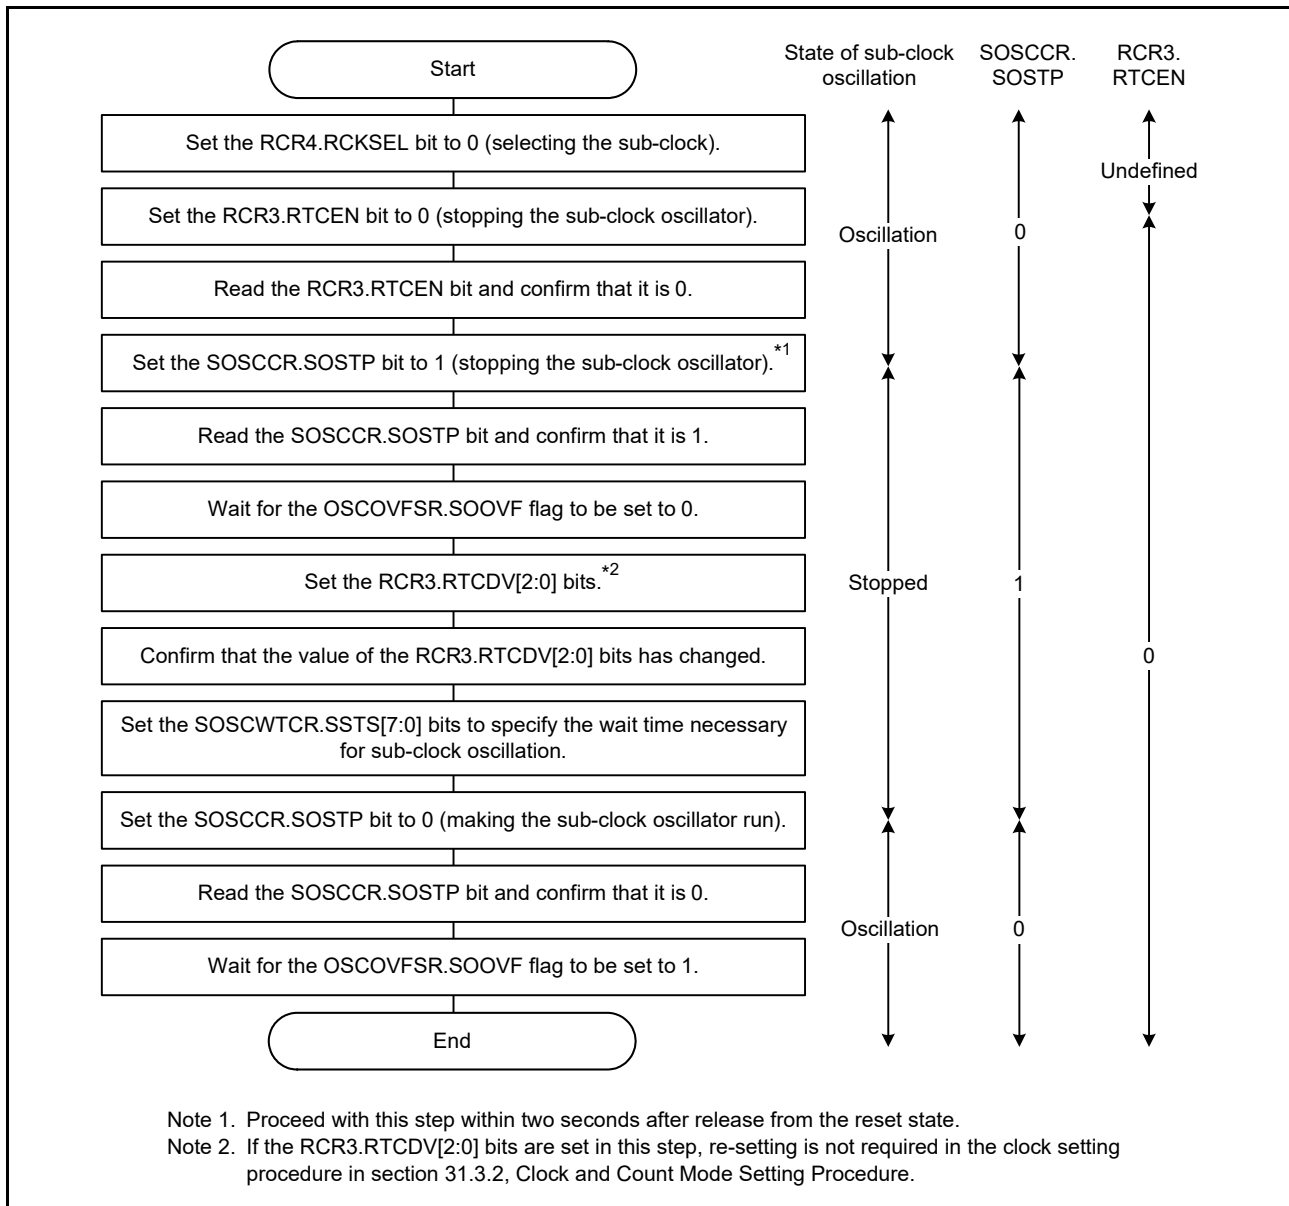 Start
State of sub-clock
oscillation
SOSCCR.
SOSTP
RCR3.
RTCEN
Set the RCR4.RCKSEL bit to 0 (selecting the sub-clock).
Undefined
Set the RCR3.RTCEN bit to 0 (stopping the sub-clock oscillator).
Oscillation
0
Read the RCR3.RTCEN bit and confirm that it is 0.
Set the SOSCCR.SOSTP bit to 1 (stopping the sub-clock oscillator).*1
Read the SOSCCR.SOSTP bit and confirm that it is 1.
Wait for the OSCOVFSR.SOOVF flag to be set to 0.
Set the RCR3.RTCDV[2:0] bits.*2
Stopped
1
Confirm that the value of the RCR3.RTCDV[2:0] bits has changed.
0
Set the SOSCWTCR.SSTS[7:0] bits to specify the wait time necessary
for sub-clock oscillation.
Set the SOSCCR.SOSTP bit to 0 (making the sub-clock oscillator run).
Read the SOSCCR.SOSTP bit and confirm that it is 0.
Oscillation
0
Wait for the OSCOVFSR.SOOVF flag to be set to 1.
End
Note 1. Proceed with this step within two seconds after release from the reset state.
Note 2. If the RCR3.RTCDV[2:0] bits are set in this step, re-setting is not required in the clock setting
procedure in section 31.3.2, Clock and Count Mode Setting Procedure.